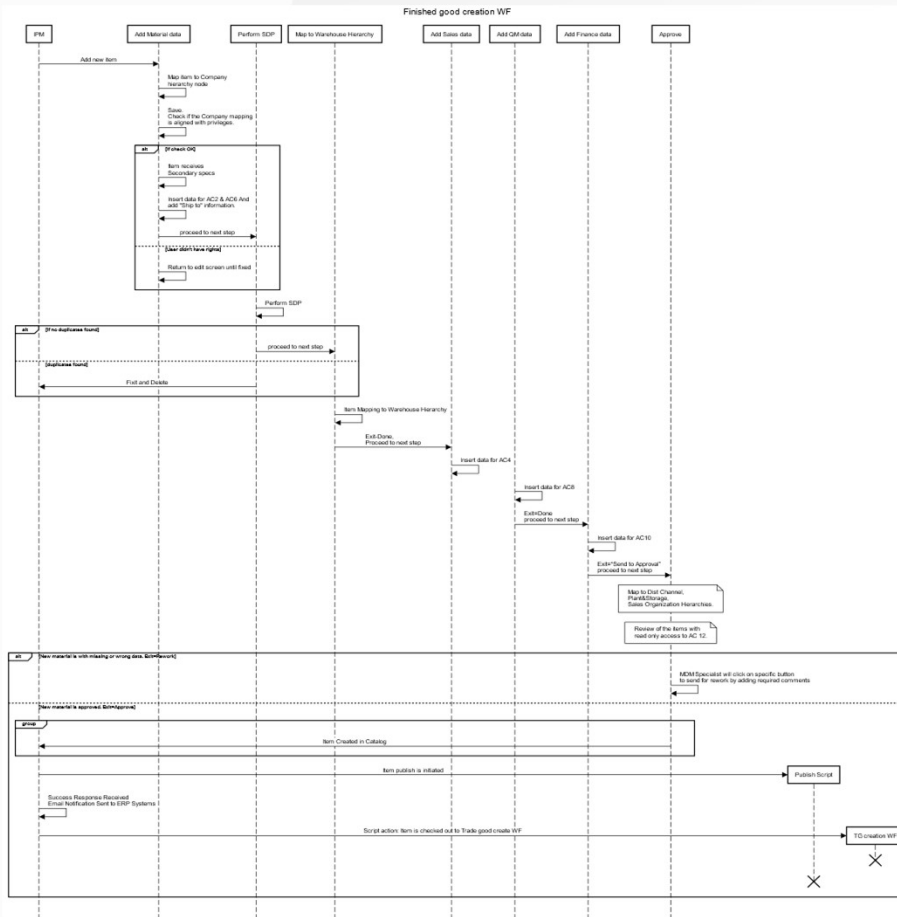 Finished good creation WF
IPM
Add Material data
Perform SDP
Map to Warehouse Hierarchy
Add Sales data
Add QM data
Add Finance data
Approve
Add new item
Map item to Company
hierarchy node
Save.
Check if the Company mapping
is aligned with privileges.
alt
[If check OK]
Item receives
Secondary specs
Insert data for AC2 & AC6 And
add "Ship to" information.
proceed to next step
[User didn't have rights]
Return to edit screen until fixed
Perform SDP
alt
[If no duplicates found]
proceed to next step
[duplicates found]
Exit and Delete
Item Mapping to Warehouse Hierarchy
Exit-Done,
Proceed to next step
Insert data for AC4
Insert data for AC8
Exit=Done
proceed to next step
Insert data for AC10
Exit="Send to Approval"
proceed to next step
Map to Dist Channel,
Plant&Storage,
Sales Organization Hierarchies.
Review of the items with
read only access to AC 12.
alt
[New material is with missing or wrong data. Exit=Rework]
MDM Specialist will click on specific button
to send for rework by adding required comments
[New material is approved. Exit=Approve]
group
Item Created in Catalog
Item publish is initiated
Publish Script
Success Response Received
Email Notification Sent to ERP Systems
Script action: Item is checked out to Trade good create WF
TG creation WF